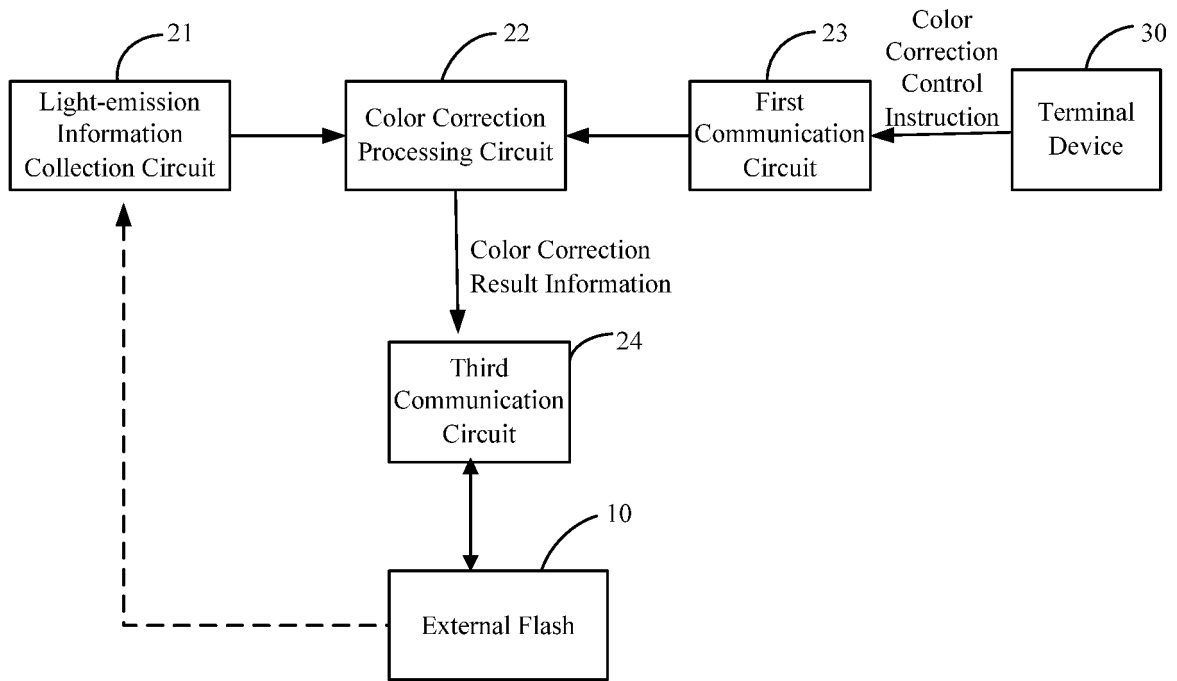 21
22
23
30
Color
Correction
Control
Instruction
Light-emission
Information
Collection Circuit
Color Correction
Processing Circuit
First
Communication
Circuit
Terminal
Device
Color Correction
Result Information
24
Third
Communication
Circuit
10
External Flash